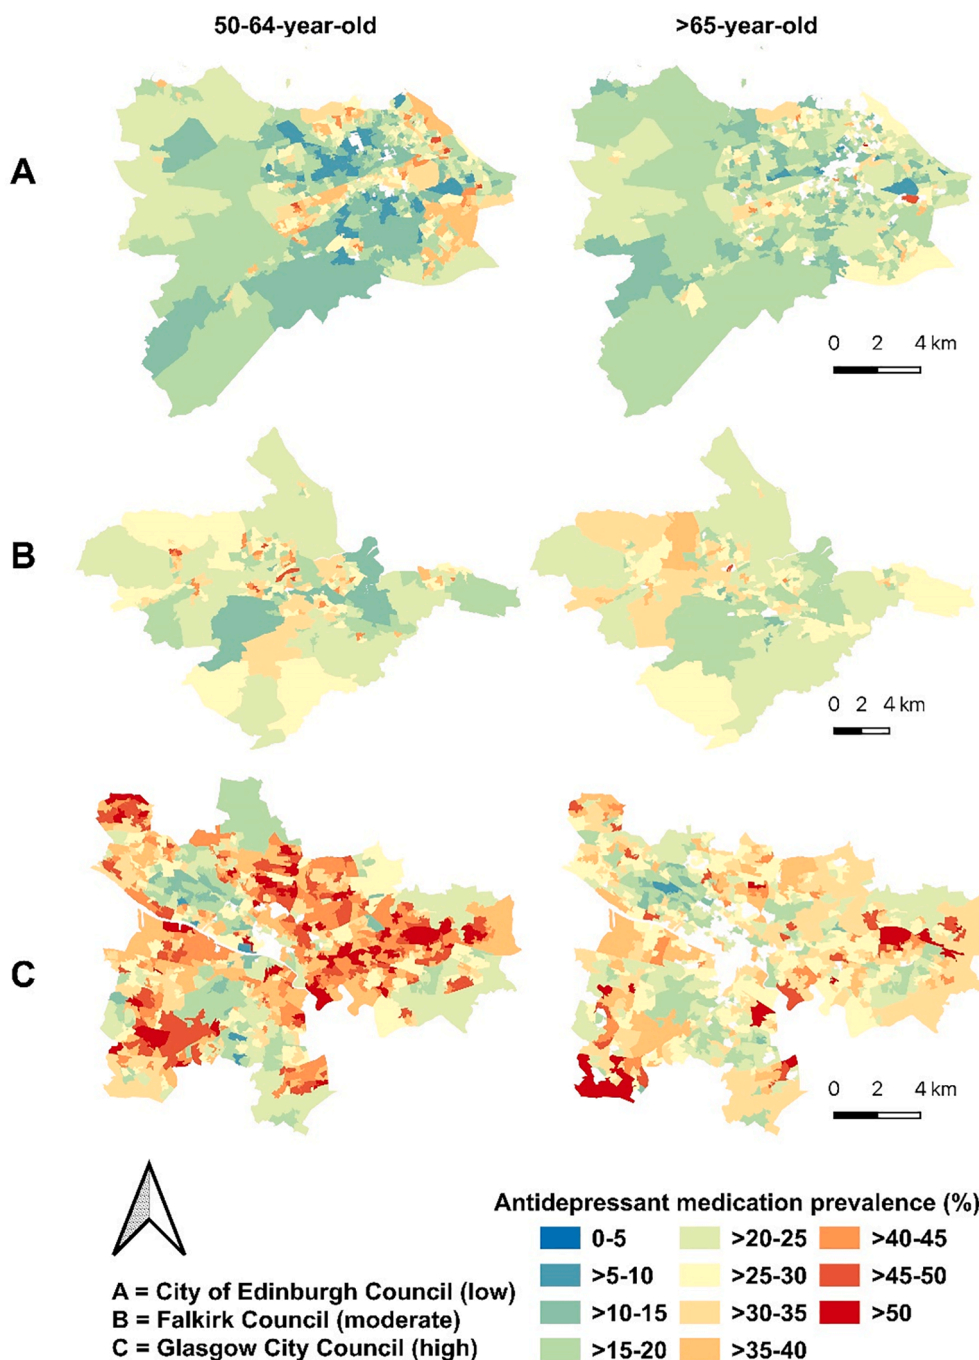 50-64-year-old
>65-year-old
A
0 2 4 km
B
0 2 4 km
C
0 2 4 km
Antidepressant medication prevalence (%)
0-5 >20-25 >40-45
>5-10 >25-30 >45-50
>10-15 >30-35 >50
>15-20 >35-40
A = City of Edinburgh Council (low)
B = Falkirk Council (moderate)
C = Glasgow City Council (high)